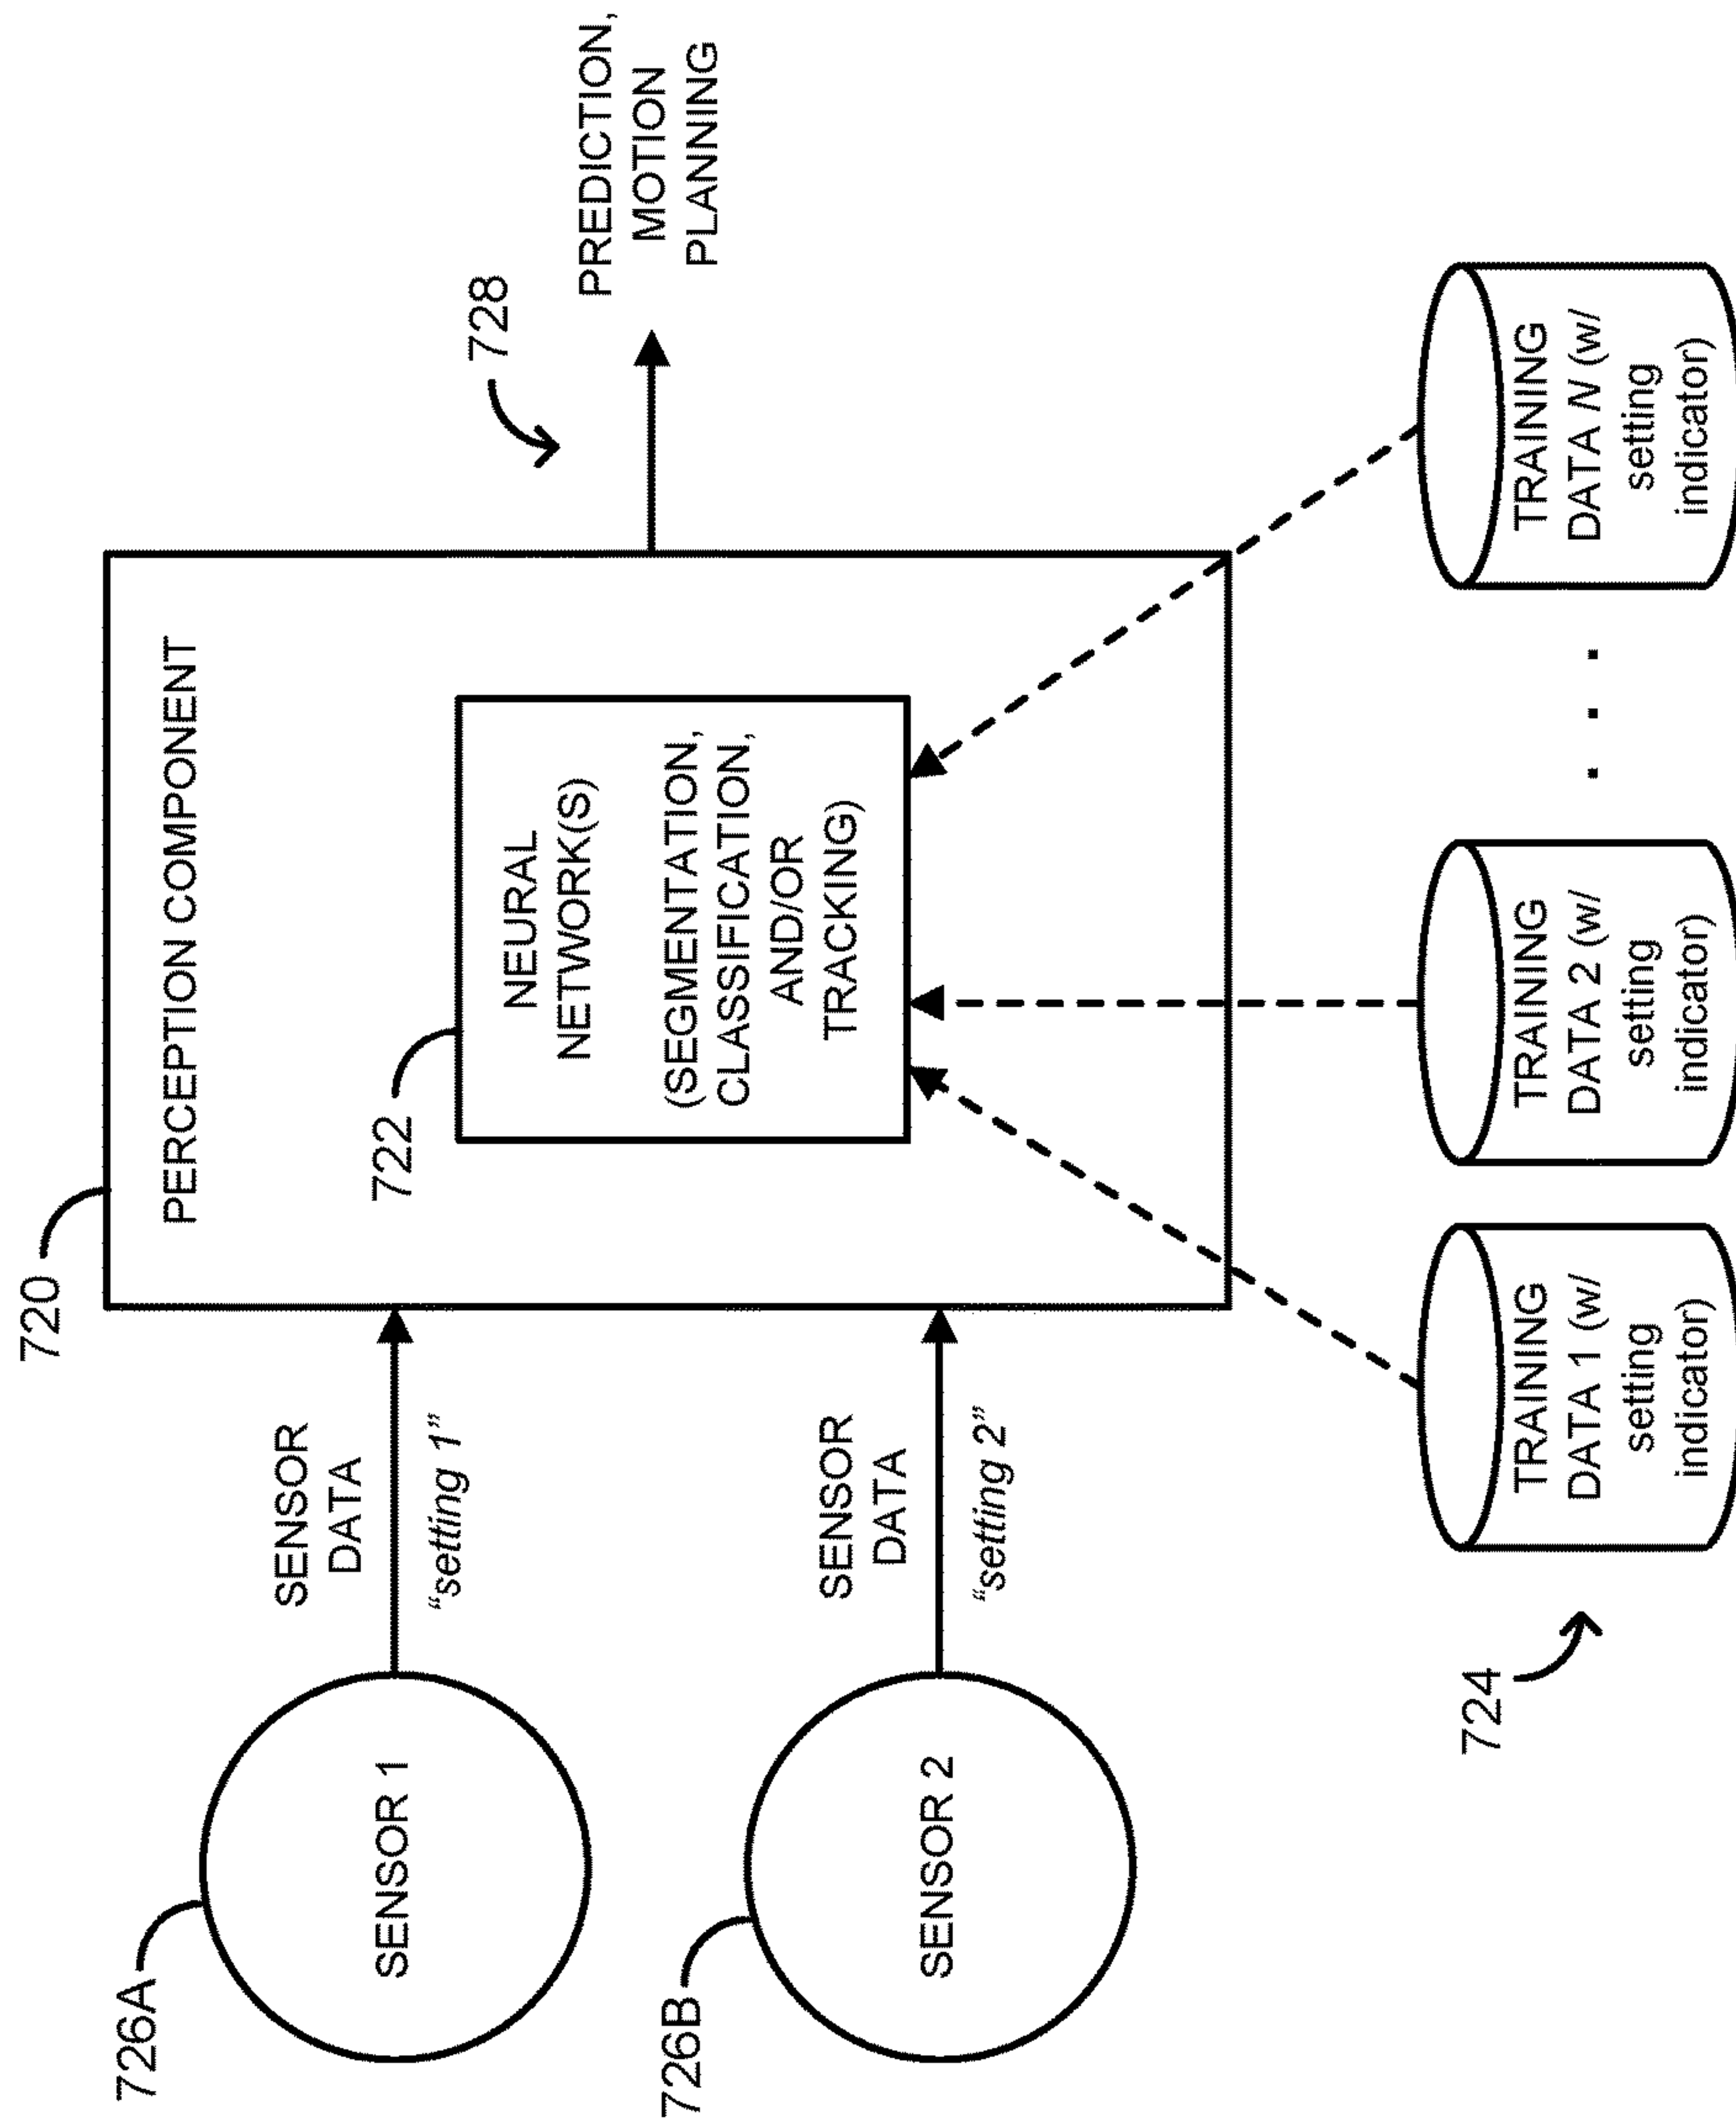 720
PERCEPTION COMPONENT
722
NEURAL
NETWORK(S)
(SEGMENTATION,
CLASSIFICATION,
AND/OR
TRACKING)
726A
SENSOR 1
SENSOR
DATA
“setting 1”
726B
SENSOR 2
SENSOR
DATA
“setting 2”
728
PREDICTION,
MOTION
PLANNING
724
TRAINING
DATA 1 (w/
setting
indicator)
TRAINING
DATA 2 (w/
setting
indicator)
. . .
TRAINING
DATA N (w/
setting
indicator)